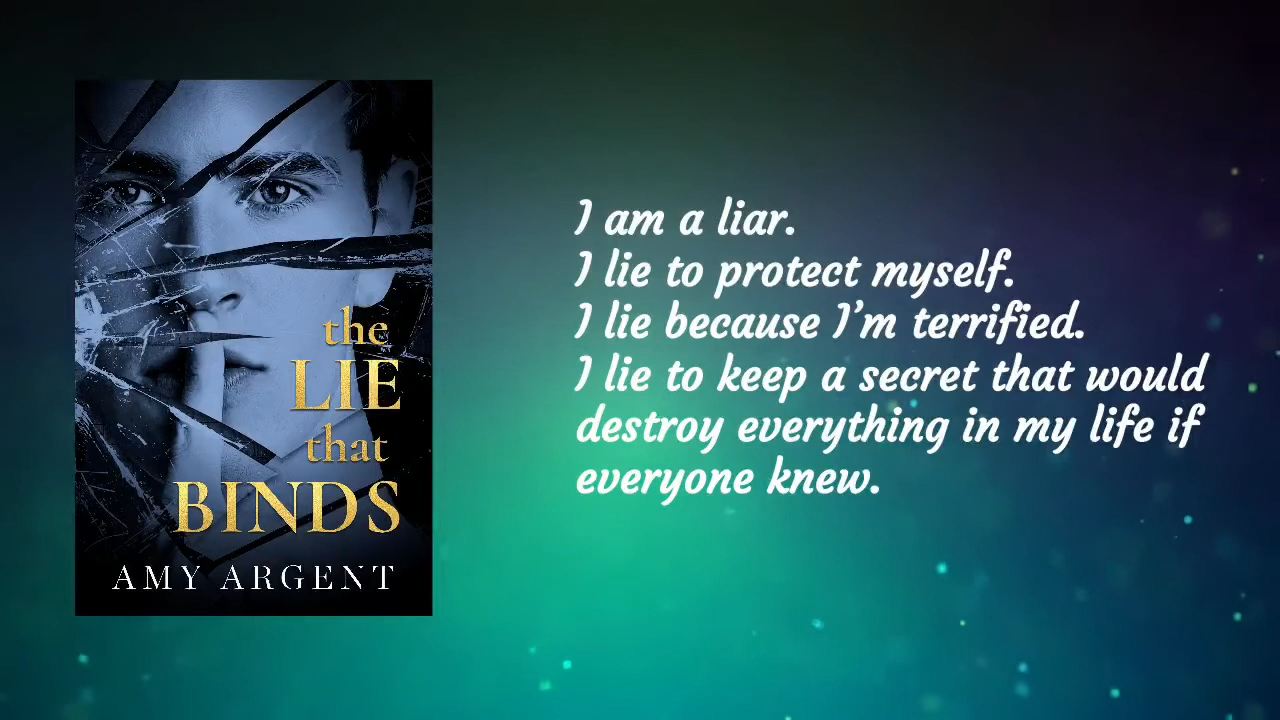 the
LIE
that
BINDS
AMY ARGENT
I am a liar.
I lie to protect myself.
I lie because I'm terrified.
I lie to keep a secret that would
destroy everything in my life if
everyone knew.